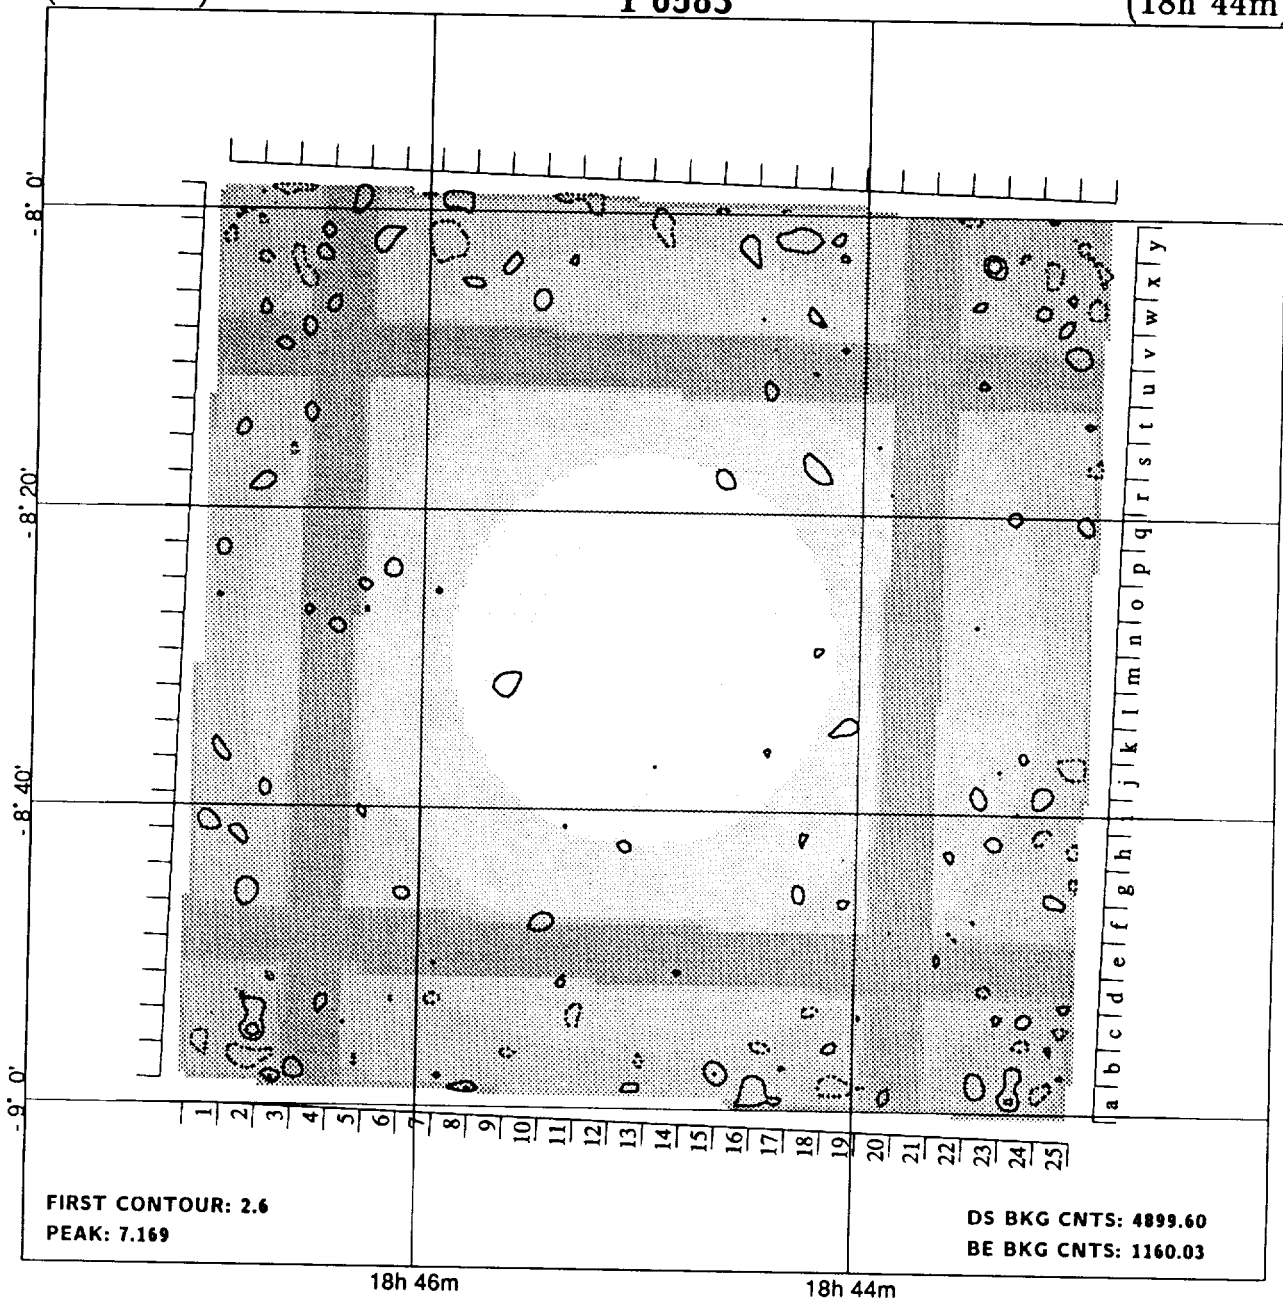 (18h 44m
- 8° 0'
y
x
w
v
u
t
s
r
- 8° 20'
q
p
o
n
m
l
k
j
- 8° 40'
i
h
g
f
e
d
c
b
a
- 9° 0'
1 2 3 4 5 6 7 8 9 10 11 12 13 14 15 16 17 18 19 20 21 22 23 24 25
FIRST CONTOUR: 2.6
PEAK: 7.169
DS BKG CNTS: 4899.60
BE BKG CNTS: 1160.03
18h 46m
18h 44m